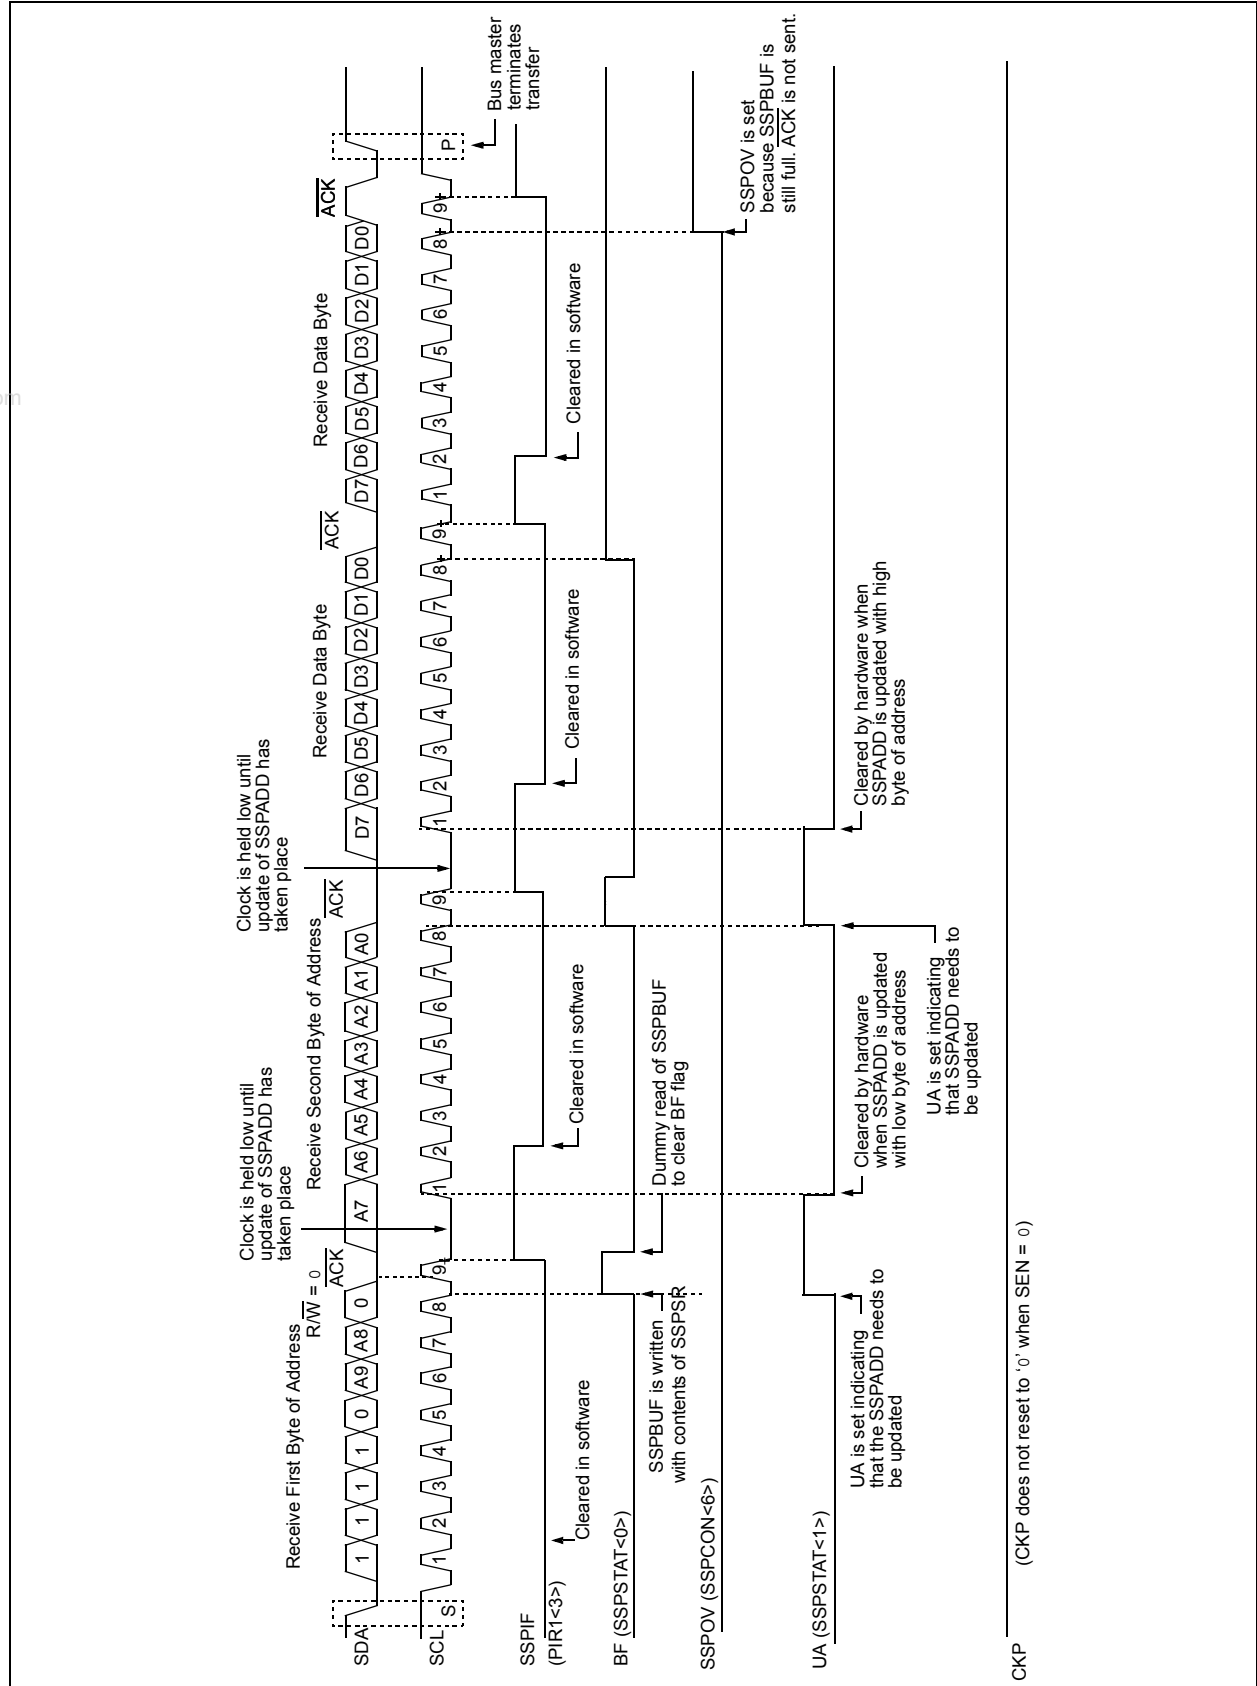 Receive First Byte of Address
R/W = 0
ACK
Clock is held low until
update of SSPADD has
taken place
Receive Second Byte of Address
ACK
Clock is held low until
update of SSPADD has
taken place
Receive Data Byte
ACK
Receive Data Byte
ACK
SDA
1 1 1 1 0 A9 A8 0 A7 A6 A5 A4 A3 A2 A1 A0 D7 D6 D5 D4 D3 D2 D1 D0 D7 D6 D5 D4 D3 D2 D1 D0
SCL
S 1 2 3 4 5 6 7 8 9 1 2 3 4 5 6 7 8 9 1 2 3 4 5 6 7 8 9 1 2 3 4 5 6 7 8 9 P
Bus master
terminates
transfer
SSPIF
(PIR1<3>)
Cleared in software
Cleared in software
Cleared in software
Cleared in software
BF (SSPSTAT<0>)
SSPBUF is written
with contents of SSPSR
Dummy read of SSPBUF
to clear BF flag
SSPOV (SSPCON<6>)
SSPOV is set
because SSPBUF is
still full. ACK is not sent.
UA (SSPSTAT<1>)
UA is set indicating
that the SSPADD needs to
be updated
Cleared by hardware
when SSPADD is updated
with low byte of address
UA is set indicating
that SSPADD needs to
be updated
Cleared by hardware when
SSPADD is updated with high
byte of address
CKP
(CKP does not reset to ‘0’ when SEN = 0)
om